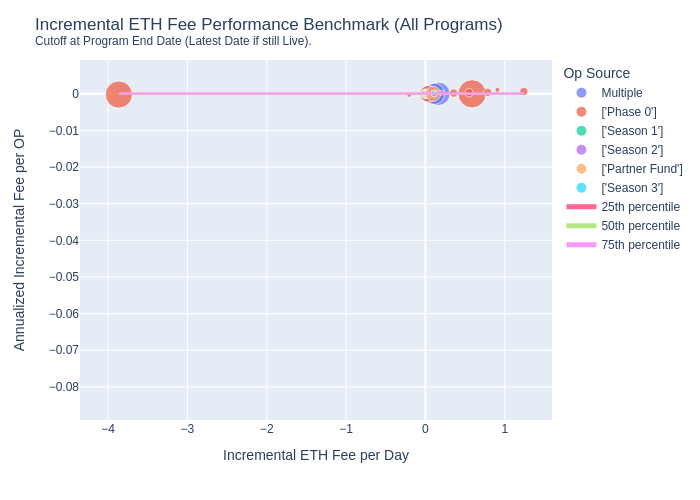 Incremental ETH Fee Performance Benchmark (All Programs)
Cutoff at Program End Date (Latest Date if still Live).
Op Source
Multiple
['Phase 0']
['Season 1']
['Season 2']
['Partner Fund']
['Season 3']
25th percentile
50th percentile
75th percentile
Annualized Incremental Fee per OP
0
−0.01
−0.02
−0.03
−0.04
−0.05
−0.06
−0.07
−0.08
−4
−3
−2
−1
0
1
Incremental ETH Fee per Day